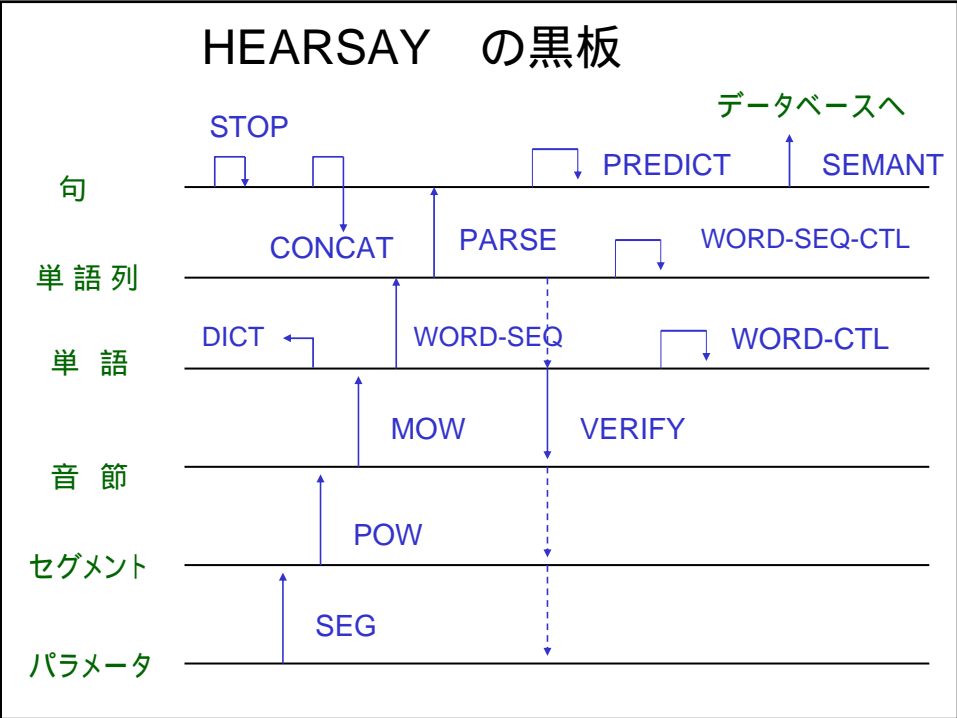 HEARSAY の黒板
データベースへ
STOP
PREDICT
SEMANT
句
CONCAT
PARSE
WORD-SEQ-CTL
単語列
DICT
WORD-SEQ
WORD-CTL
単 語
MOW
VERIFY
音 節
POW
セグメント
SEG
パラメータ